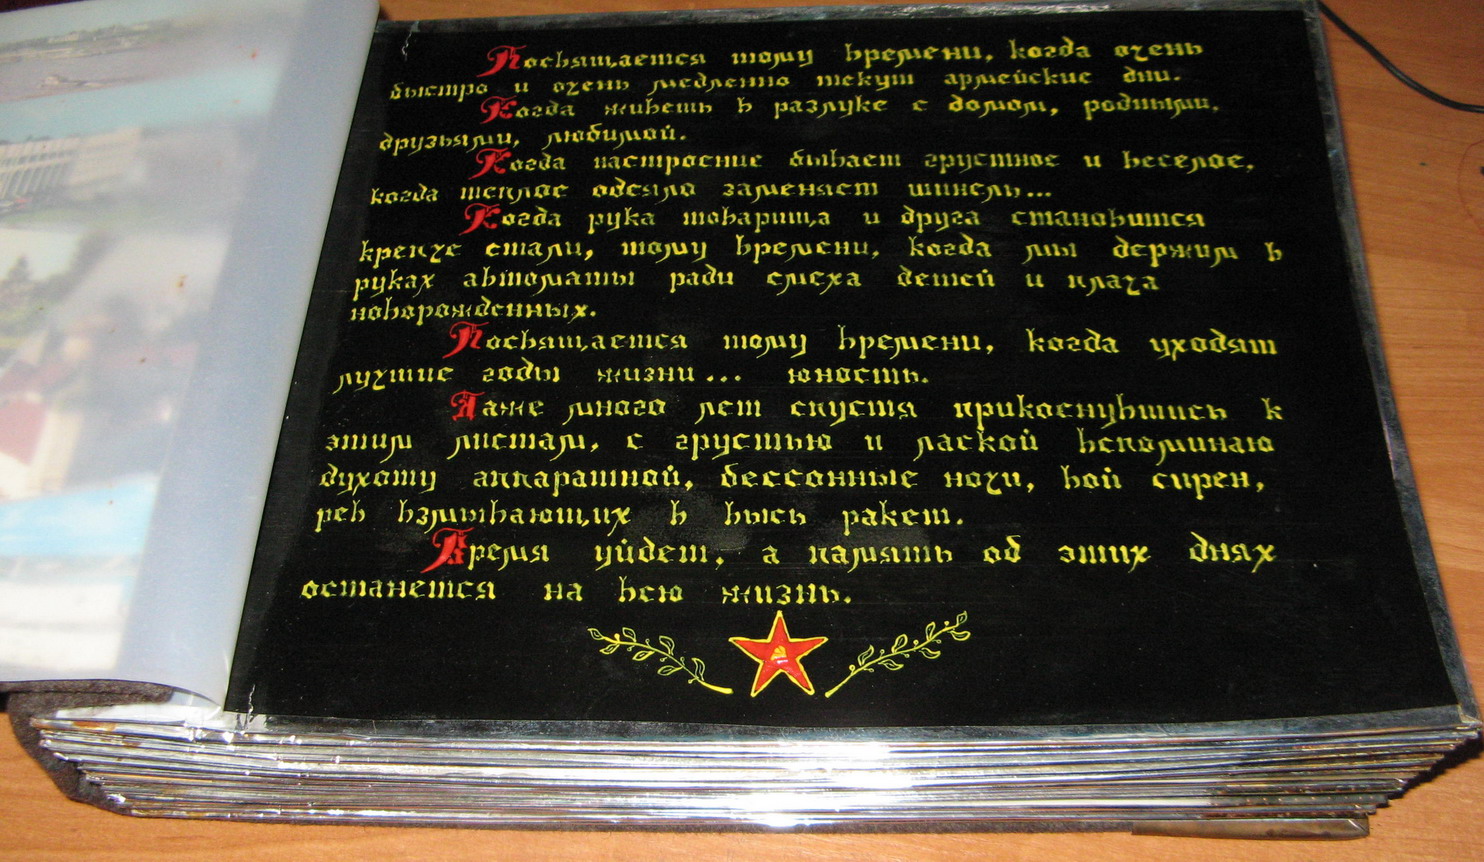 Посвящается тому времени, когда очень
быстро и очень медленно текут армейские дни.
Когда живешь в разлуке с домом, родными,
друзьями, любимой.
Когда настроение бывает грустное и веселое,
когда теплое одеяло заменяет шинель...
Когда рука товарища и друга становится
крепче стали, тому времени, когда мы держим в
руках автоматы ради смеха детей и плача
новорожденных.
Посвящается тому времени, когда уходят
лучшие годы жизни... юность.
Даже много лет спустя прикоснувшись к
этим листам, с грустью и лаской вспоминаю
духоту аппаратной, бессонные ночи, вой сирен,
рев взмывающих в высь ракет.
Время уйдет, а память об этих днях
останется на всю жизнь.